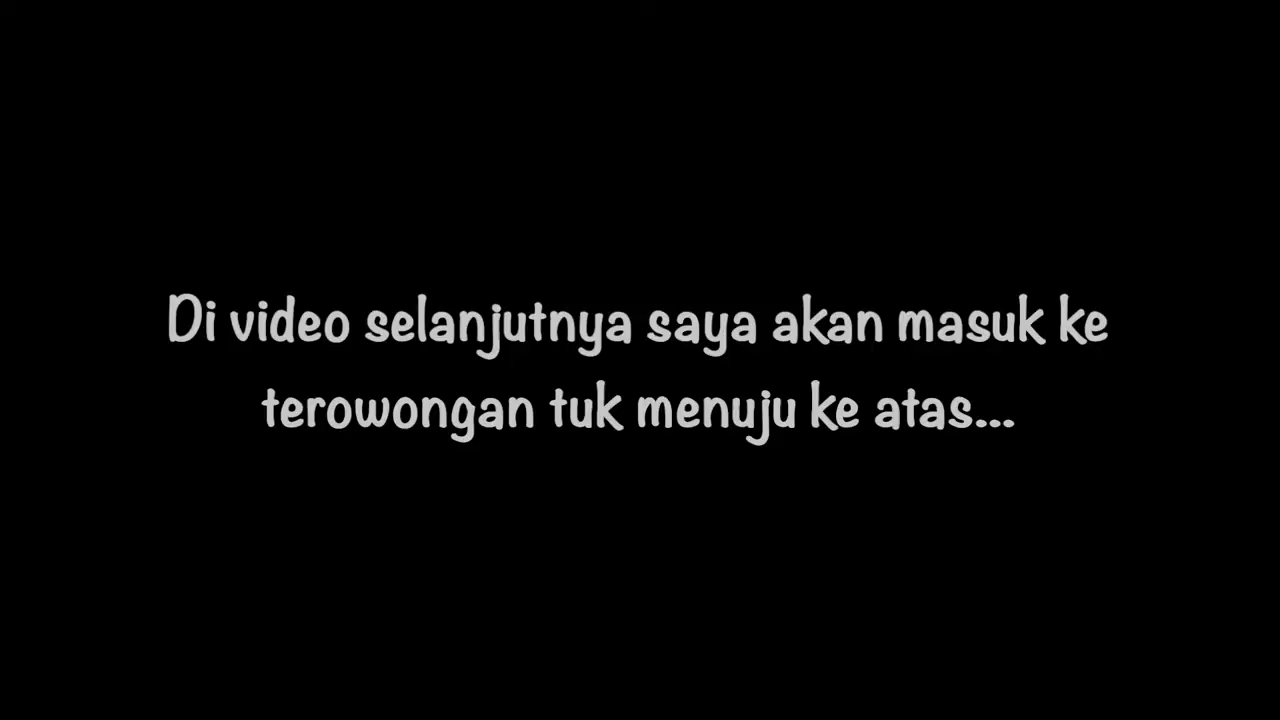 Di video selanjutnya saya akan masuk ke
terowongan tuk menuju ke atas...